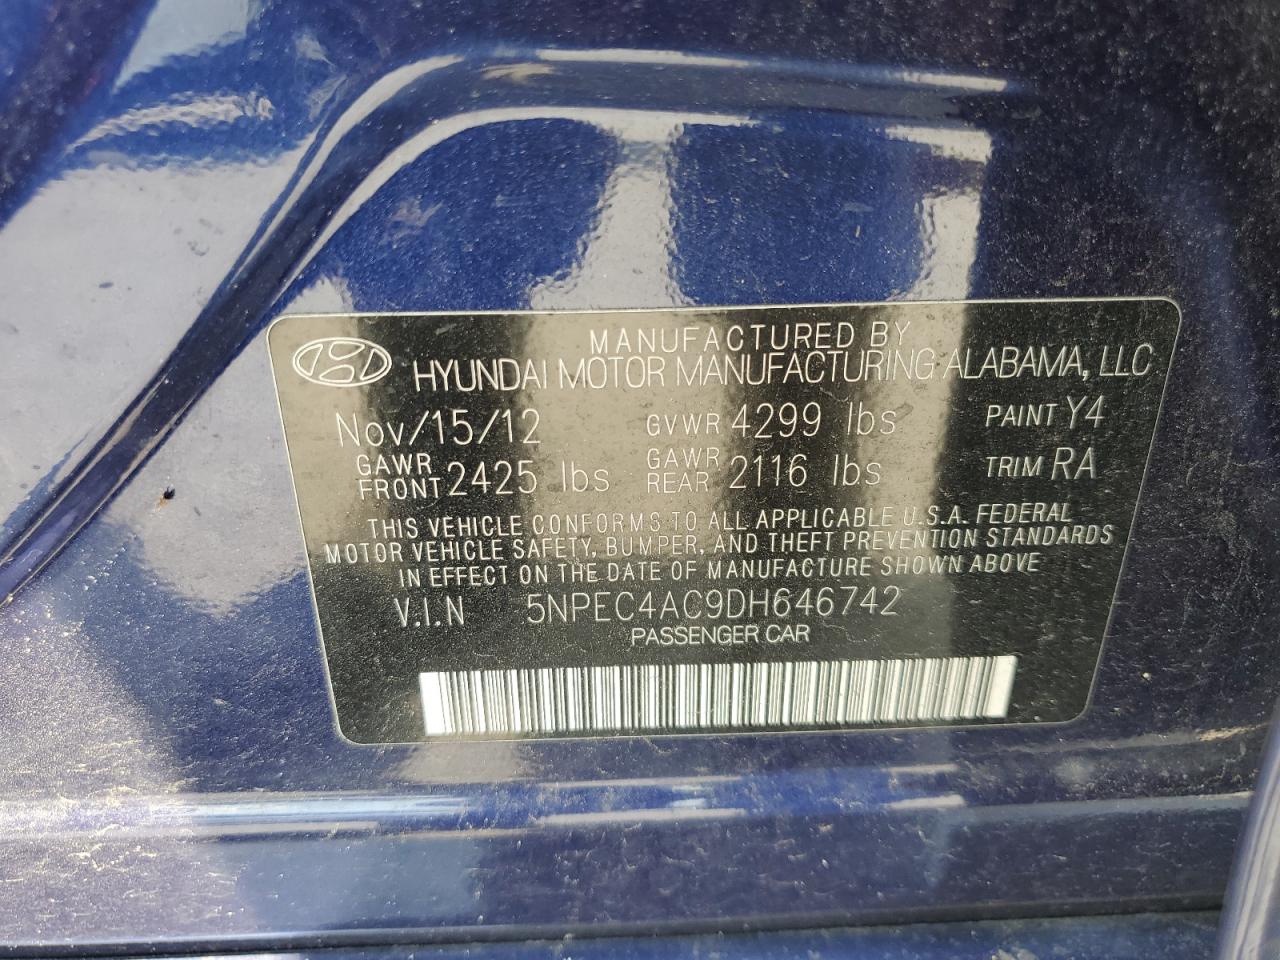 MANUFACTURED BY
HYUNDAI MOTOR MANUFACTURING ALABAMA, LLC
Nov/15/12 GVWR 4299 lbs PAINT Y4
GAWR FRONT 2425 lbs GAWR REAR 2116 lbs TRIM RA
THIS VEHICLE CONFORMS TO ALL APPLICABLE U.S.A. FEDERAL
MOTOR VEHICLE SAFETY, BUMPER, AND THEFT PREVENTION STANDARDS
IN EFFECT ON THE DATE OF MANUFACTURE SHOWN ABOVE
V.I.N 5NPEC4AC9DH646742
PASSENGER CAR